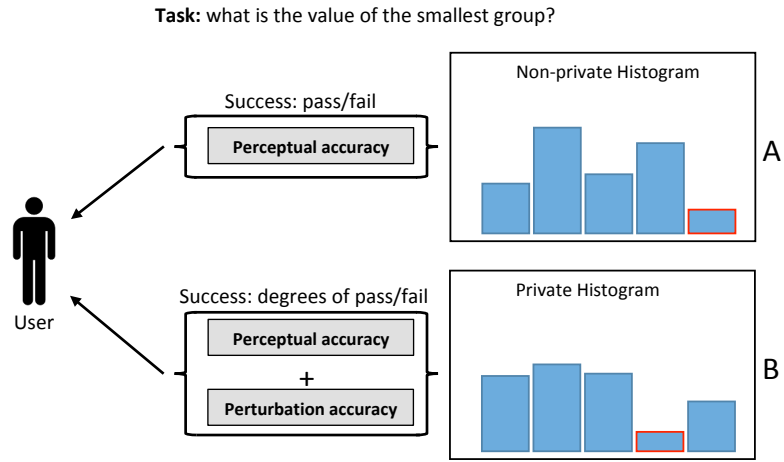 Task: what is the value of the smallest group?
Non-private Histogram
Success: pass/fail
Perceptual accuracy
A
User
Success: degrees of pass/fail
Private Histogram
Perceptual accuracy
+
Perturbation accuracy
B